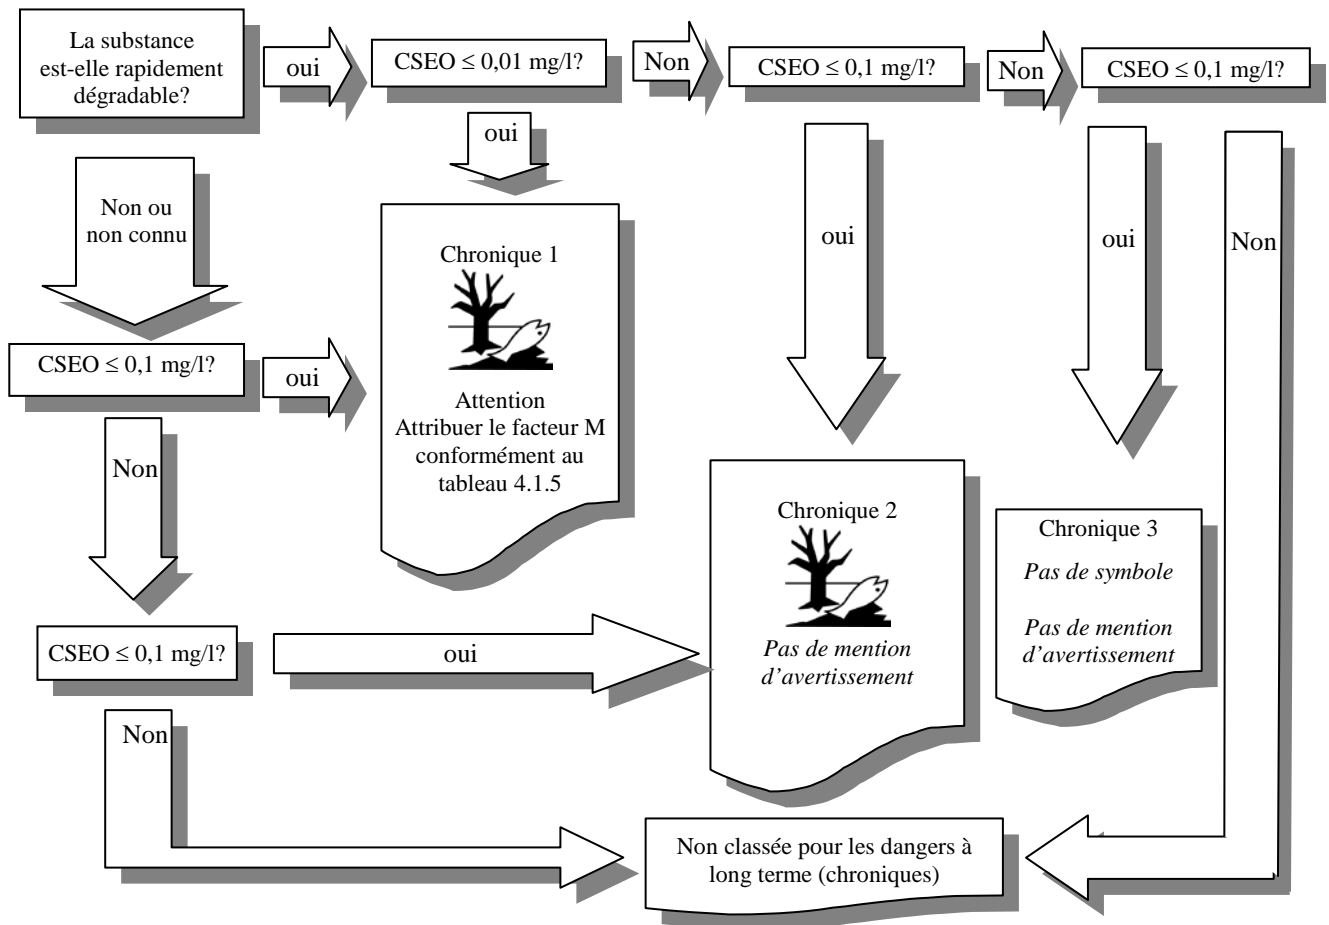 La substance
est-elle rapidement
dégradable?
oui
CSEO ≤ 0,01 mg/l?
Non
CSEO ≤ 0,1 mg/l?
Non
CSEO ≤ 0,1 mg/l?
oui
Non ou
non connu
Chronique 1
Attention
Attribuer le facteur M
conformément au
tableau 4.1.5
oui
oui
Non
CSEO ≤ 0,1 mg/l?
oui
Non
Chronique 2
Pas de mention
d'avertissement
Chronique 3
Pas de symbole
Pas de mention
d'avertissement
CSEO ≤ 0,1 mg/l?
oui
Non
Non classée pour les dangers à
long terme (chroniques)